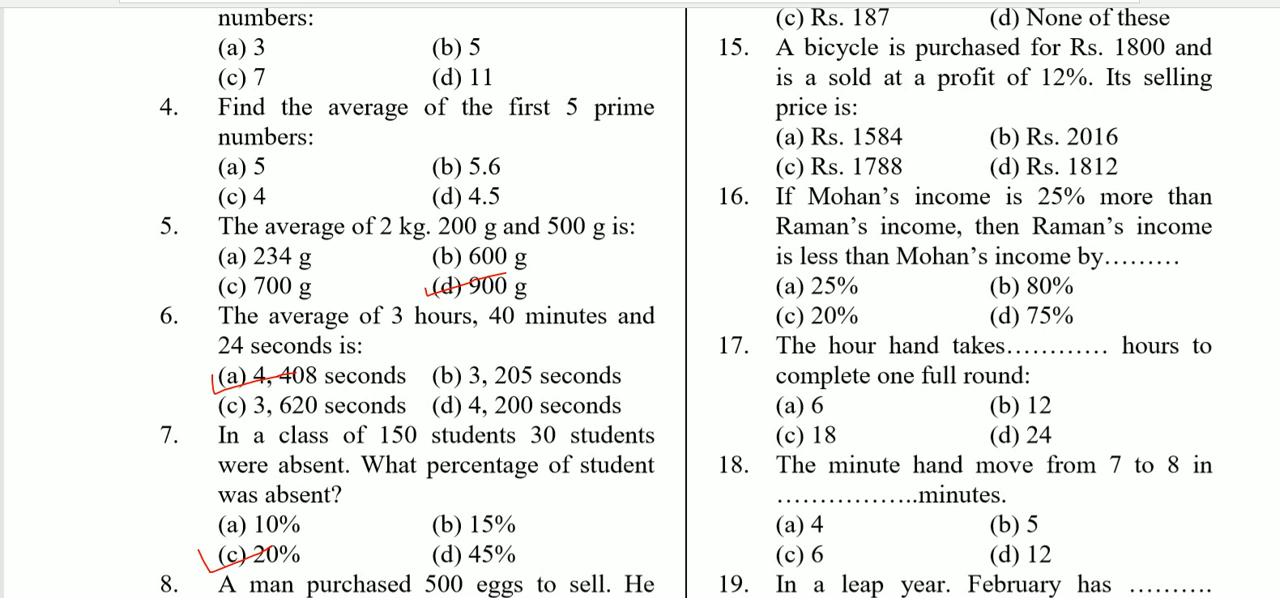 numbers:
(a) 3 (b) 5
(c) 7 (d) 11
4. Find the average of the first 5 prime
numbers:
(a) 5 (b) 5.6
(c) 4 (d) 4.5
5. The average of 2 kg. 200 g and 500 g is:
(a) 234 g (b) 600 g
(c) 700 g (d) 900 g
6. The average of 3 hours, 40 minutes and
24 seconds is:
(a) 4, 408 seconds (b) 3, 205 seconds
(c) 3, 620 seconds (d) 4, 200 seconds
7. In a class of 150 students 30 students
were absent. What percentage of student
was absent?
(a) 10% (b) 15%
(c) 20% (d) 45%
8. A man purchased 500 eggs to sell. He
(c) Rs. 187 (d) None of these
15. A bicycle is purchased for Rs. 1800 and
is a sold at a profit of 12%. Its selling
price is:
(a) Rs. 1584 (b) Rs. 2016
(c) Rs. 1788 (d) Rs. 1812
16. If Mohan’s income is 25% more than
Raman’s income, then Raman’s income
is less than Mohan’s income by………
(a) 25% (b) 80%
(c) 20% (d) 75%
17. The hour hand takes………… hours to
complete one full round:
(a) 6 (b) 12
(c) 18 (d) 24
18. The minute hand move from 7 to 8 in
…………….minutes.
(a) 4 (b) 5
(c) 6 (d) 12
19. In a leap year. February has ……….